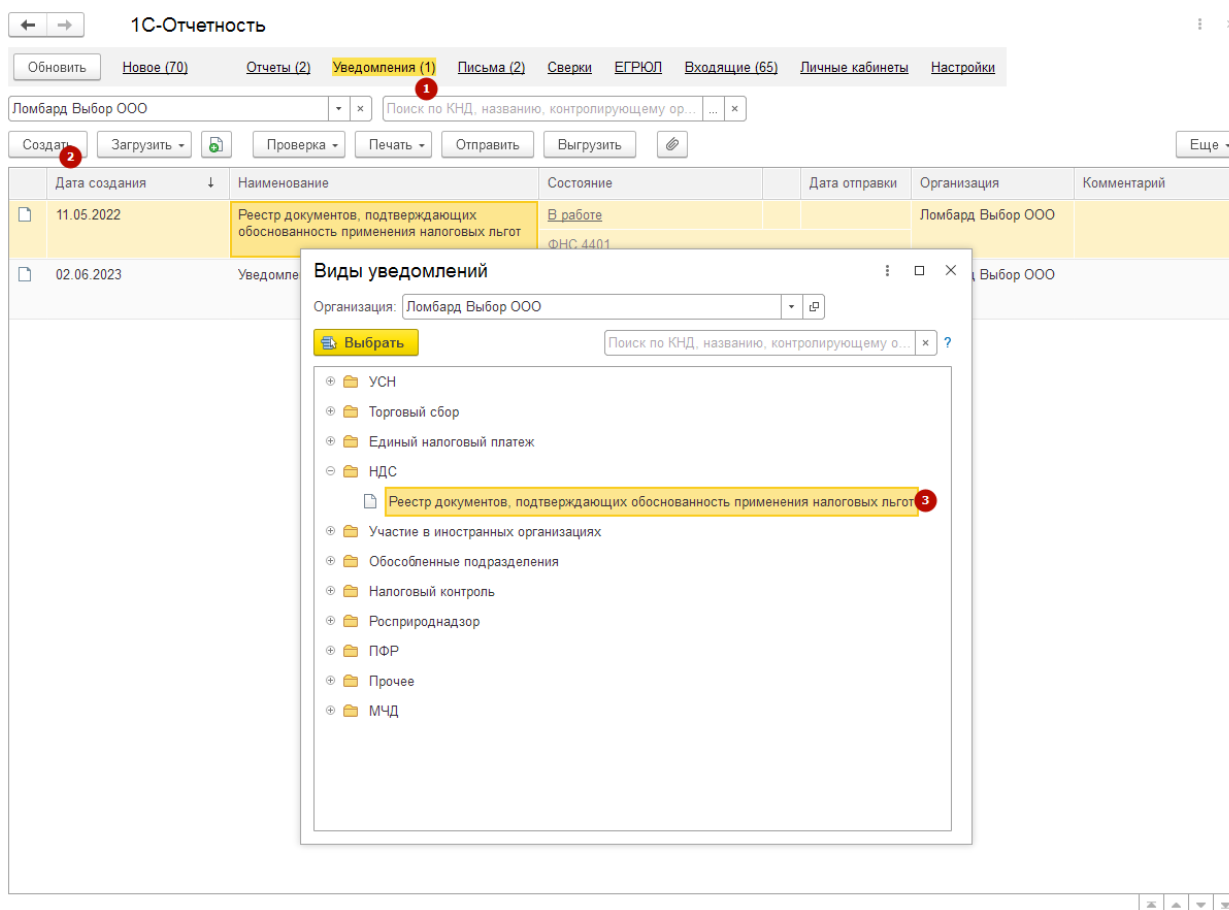 1С-Отчетность
Обновить Новое (70) Отчеты (2) Уведомления (1) Письма (2) Сверки ЕГРЮЛ Входящие (65) Личные кабинеты Настройки
1
Ломбард Выбор ООО Поиск по КНД, названию, контролирующему ор... ...
Создать Загрузить Проверка Печать Отправить Выгрузить Еще
2
Дата создания ↓ Наименование Состояние Дата отправки Организация Комментарий
11.05.2022 Реестр документов, подтверждающих В работе Ломбард Выбор ООО
обоснованность применения налоговых льгот
ФНС 4401
02.06.2023 Уведомле Выбор ООО
Виды уведомлений
Организация: Ломбард Выбор ООО
Выбрать Поиск по КНД, названию, контролирующему о... ?
УСН
Торговый сбор
Единый налоговый платеж
НДС
Реестр документов, подтверждающих обоснованность применения налоговых льгот 3
Участие в иностранных организациях
Обособленные подразделения
Налоговый контроль
Росприроднадзор
ПФР
Прочее
МЧД